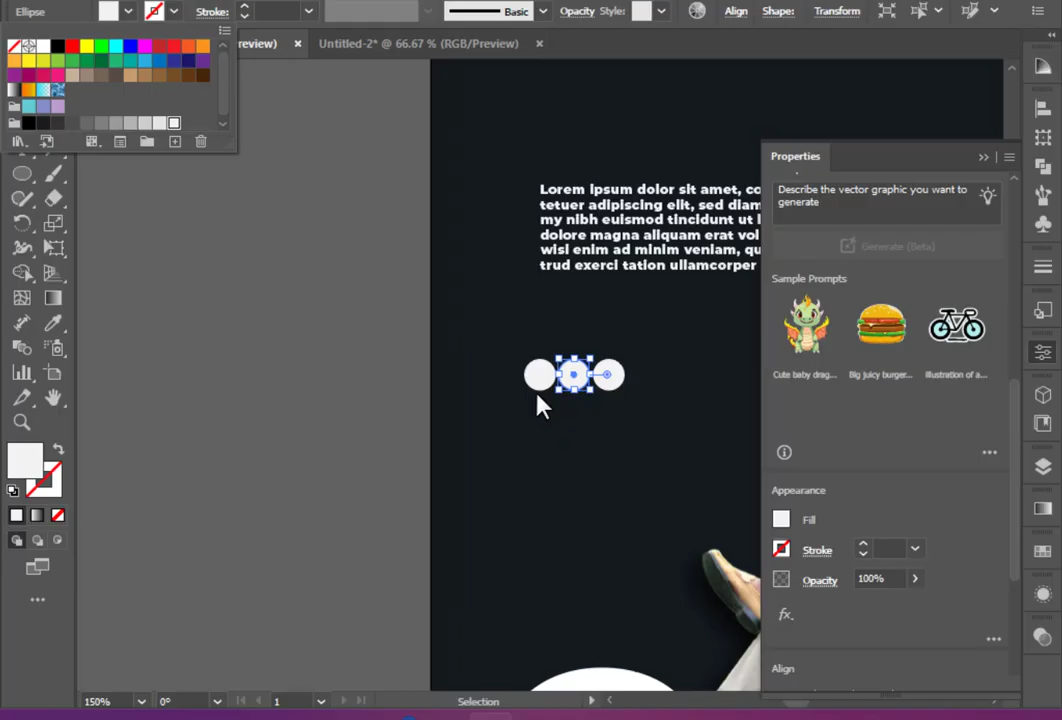 Ellipse
Stroke:
Basic
Opacity
Style:
Align
Shape:
Transform
review)
Untitled-2* @ 66.67 % (RGB/Preview)
Properties
Describe the vector graphic you want to
generate
Generate (Beta)
Sample Prompts
Cute baby drag...
Big juicy burger...
Illustration of a...
Lorem ipsum dolor sit amet, co
tetuer adipiscing elit, sed diam
my nibh euismod tincidunt ut l
dolore magna aliquam erat vol
wisi enim ad minim veniam, qu
trud exerci tation ullamcorper
Appearance
Fill
Stroke
Opacity
100%
fx.
Align
150%
0°
1
Selection